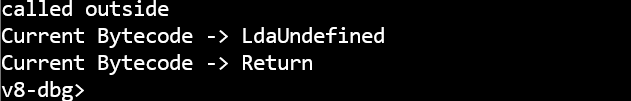 called outside
Current Bytecode -> LdaUndefined
Current Bytecode -> Return
v8-dbg>